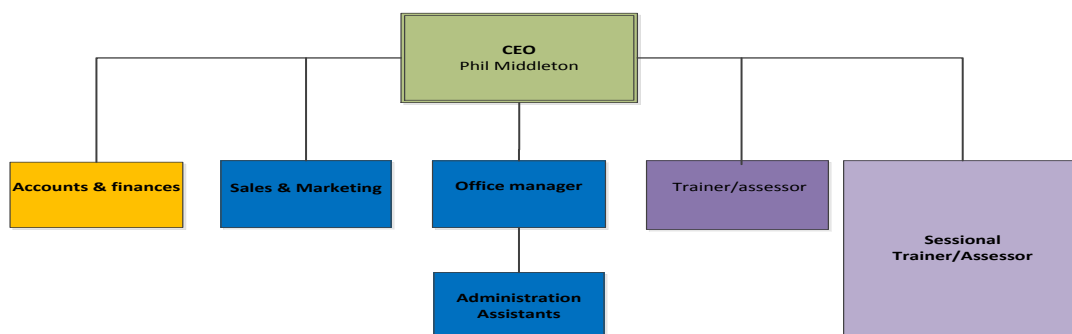 CEO
Phil Middleton
Accounts & finances
Sales & Marketing
Office manager
Trainer/assessor
Sessional
Trainer/Assessor
Administration
Assistants